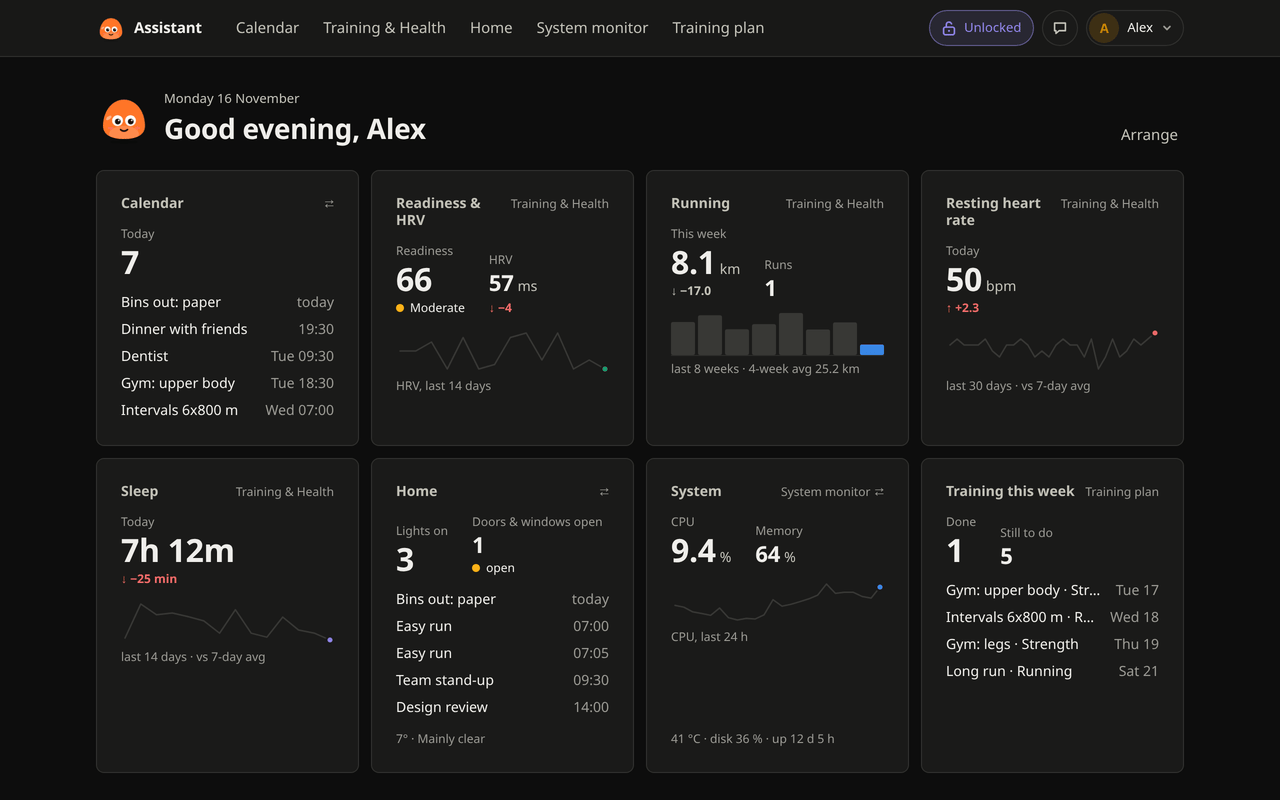 Assistant
Calendar
Training & Health
Home
System monitor
Training plan
Unlocked
A
Alex
Monday 16 November
Good evening, Alex
Arrange
Calendar ⇄
Today
7
Bins out: paper today
Dinner with friends 19:30
Dentist Tue 09:30
Gym: upper body Tue 18:30
Intervals 6x800 m Wed 07:00
Readiness & HRV
Training & Health
Readiness
66
Moderate
HRV
57 ms
↓ −4
HRV, last 14 days
Running
Training & Health
This week
8.1 km
↓ −17.0
Runs
1
last 8 weeks · 4-week avg 25.2 km
Resting heart rate
Training & Health
Today
50 bpm
↑ +2.3
last 30 days · vs 7-day avg
Sleep
Training & Health
Today
7h 12m
↓ −25 min
last 14 days · vs 7-day avg
Home ⇄
Lights on
3
Doors & windows open
1
open
Bins out: paper today
Easy run 07:00
Easy run 07:05
Team stand-up 09:30
Design review 14:00
7° · Mainly clear
System
System monitor ⇄
CPU
9.4 %
Memory
64 %
CPU, last 24 h
41 °C · disk 36 % · up 12 d 5 h
Training this week
Training plan
Done
1
Still to do
5
Gym: upper body · Str... Tue 17
Intervals 6x800 m · R... Wed 18
Gym: legs · Strength Thu 19
Long run · Running Sat 21